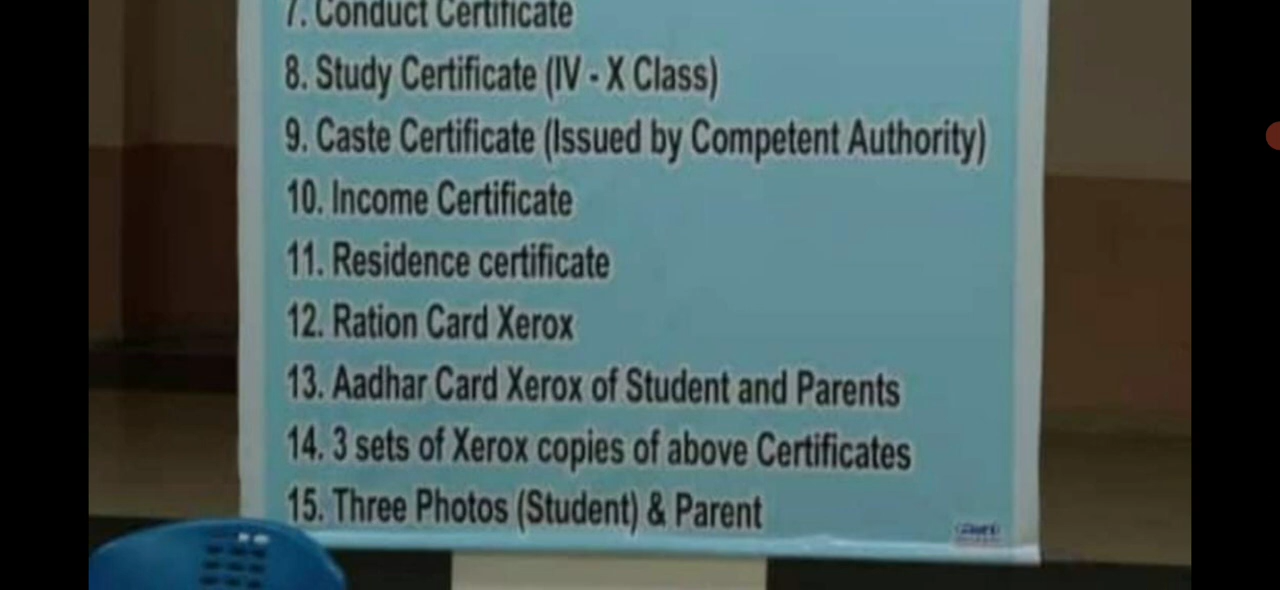 7. Conduct Certificate
8. Study Certificate (IV - X Class)
9. Caste Certificate (Issued by Competent Authority)
10. Income Certificate
11. Residence certificate
12. Ration Card Xerox
13. Aadhar Card Xerox of Student and Parents
14. 3 sets of Xerox copies of above Certificates
15. Three Photos (Student) & Parent